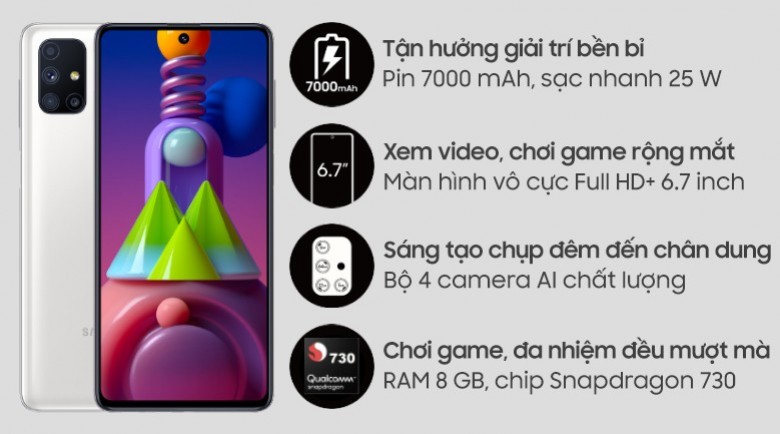 SA
7000mAh
Tận hưởng giải trí bền bỉ
Pin 7000 mAh, sạc nhanh 25 W
6.7"
Xem video, chơi game rộng mắt
Màn hình vô cực Full HD+ 6.7 inch
Sáng tạo chụp đêm đến chân dung
Bộ 4 camera AI chất lượng
730
Qualcomm
snapdragon
Chơi game, đa nhiệm đều mượt mà
RAM 8 GB, chip Snapdragon 730